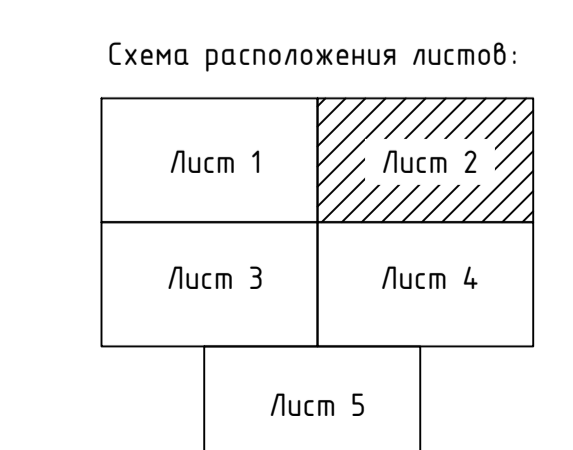 Схема расположения листов:
Лист 1
Лист 2
Лист 3
Лист 4
Лист 5